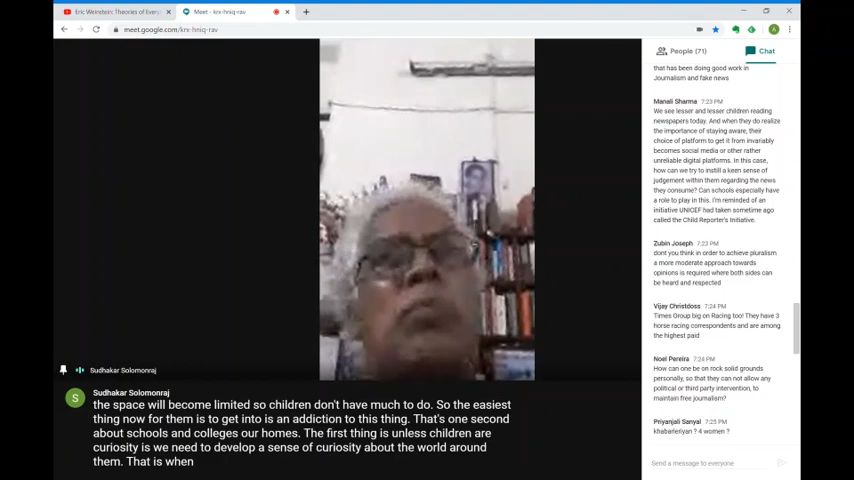 Eric Weinstein: Theories of Every
Meet - knr-hniq-rav
meet.google.com/knr-hniq-rav
A
People (71)
Chat
that has been doing good work in
Journalism and fake news
Manali Sharma 7:23 PM
We see lesser and lesser children reading
newspapers today. And when they do realize
the importance of staying aware, their
choice of platform to get it from invariably
becomes social media or other rather
unreliable digital platforms. In this case,
how can we try to instill a keen sense of
judgement within them regarding the news
they consume? Can schools especially have
a role to play in this. I'm reminded of an
initiative UNICEF had taken sometime ago
called the Child Reporter's Initiative.
Zubin Joseph 7:23 PM
dont you think in order to achieve pluralism
a more moderate approach towards
opinions is required where both sides can
be heard and respected
Vijay Christdoss 7:24 PM
Times Group big on Racing too! They have 3
horse racing correspondents and are among
the highest paid
Noel Pereira 7:24 PM
How can one be on rock solid grounds
personally, so that they can not allow any
political or third party intervention, to
maintain free journalism?
Priyanjali Sanyal 7:25 PM
khabarleriyan ? 4 women ?
Send a message to everyone
Sudhakar Solomonraj
S
Sudhakar Solomonraj
the space will become limited so children don't have much to do. So the easiest
thing now for them is to get into is an addiction to this thing. That's one second
about schools and colleges our homes. The first thing is unless children are
curiosity is we need to develop a sense of curiosity about the world around
them. That is when